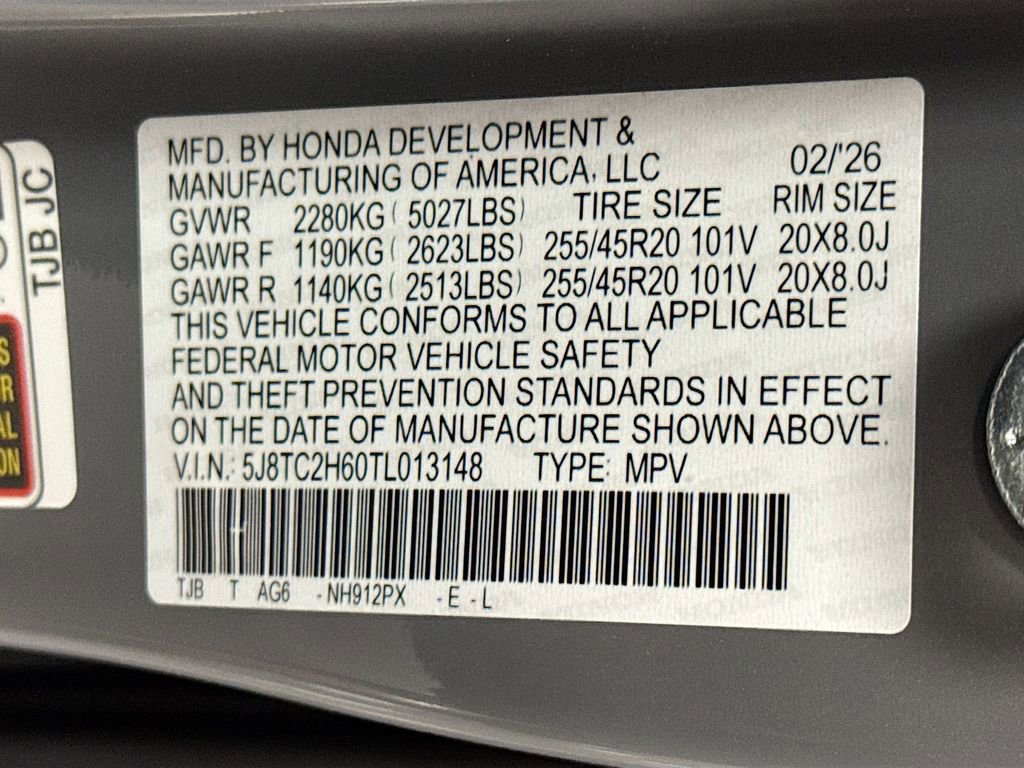 MFD. BY HONDA DEVELOPMENT &
MANUFACTURING OF AMERICA, LLC 02/'26
GVWR 2280KG ( 5027LBS) TIRE SIZE RIM SIZE
GAWR F 1190KG ( 2623LBS) 255/45R20 101V 20X8.0J
GAWR R 1140KG ( 2513LBS) 255/45R20 101V 20X8.0J
THIS VEHICLE CONFORMS TO ALL APPLICABLE
FEDERAL MOTOR VEHICLE SAFETY
AND THEFT PREVENTION STANDARDS IN EFFECT
ON THE DATE OF MANUFACTURE SHOWN ABOVE.
V.I.N.: 5J8TC2H60TL013148 TYPE: MPV
TJB T AG6 -NH912PX -E -L
TJB JC